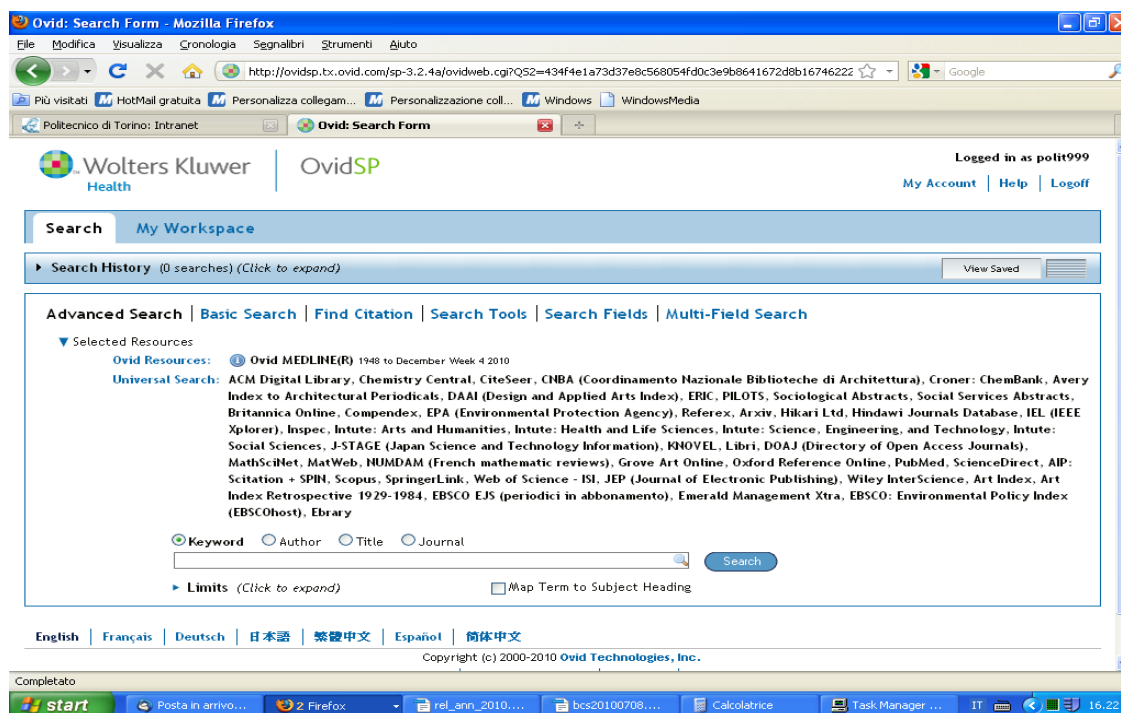 Ovid: Search Form - Mozilla Firefox
File Modifica Visualizza Cronologia Segnalibri Strumenti Aiuto
http://ovidsp.tx.ovid.com/sp-3.2.4a/ovidweb.cgi?QS2=434f4e1a73d37e8c568054fd0c3e9b8641672d8b16746222 Google
Più visitati HotMail gratuita Personalizza collegam... Personalizzazione coll... Windows WindowsMedia
Politecnico di Torino: Intranet Ovid: Search Form
Wolters Kluwer OvidSP
Health
Logged in as polit999
My Account Help Logoff
Search My Workspace
Search History (0 searches) (Click to expand) View Saved
Advanced Search | Basic Search | Find Citation | Search Tools | Search Fields | Multi-Field Search
Selected Resources
Ovid Resources: Ovid MEDLINE(R) 1948 to December Week 4 2010
Universal Search: ACM Digital Library, Chemistry Central, CiteSeer, CNBA (Coordinamento Nazionale Biblioteche di Architettura), Croner: ChemBank, Avery
Index to Architectural Periodicals, DAAI (Design and Applied Arts Index), ERIC, PILOTS, Sociological Abstracts, Social Services Abstracts,
Britannica Online, Compendex, EPA (Environmental Protection Agency), Referex, Arxiv, Hikari Ltd, Hindawi Journals Database, IEL (IEEE
Xplorer), Inspec, Intute: Arts and Humanities, Intute: Health and Life Sciences, Intute: Science, Engineering, and Technology, Intute:
Social Sciences, J-STAGE (Japan Science and Technology Information), KNOVEL, Libri, DOAJ (Directory of Open Access Journals),
MathSciNet, MatWeb, NUMDAM (French mathematic reviews), Grove Art Online, Oxford Reference Online, PubMed, ScienceDirect, AIP:
Scitation + SPIN, Scopus, SpringerLink, Web of Science - ISI, JEP (Journal of Electronic Publishing), Wiley InterScience, Art Index, Art
Index Retrospective 1929-1984, EBSCO EJS (periodici in abbonamento), Emerald Management Xtra, EBSCO: Environmental Policy Index
(EBSCOhost), Ebrary
Keyword Author Title Journal
Search
Limits (Click to expand) Map Term to Subject Heading
English | Français | Deutsch | 日本語 | 繁體中文 | Español | 简体中文
Copyright (c) 2000-2010 Ovid Technologies, Inc.
Completato
start Posta in arrivo... 2 Firefox rel_ann_2010.... bcs20100708.... Calcolatrice Task Manager ... IT 16.22